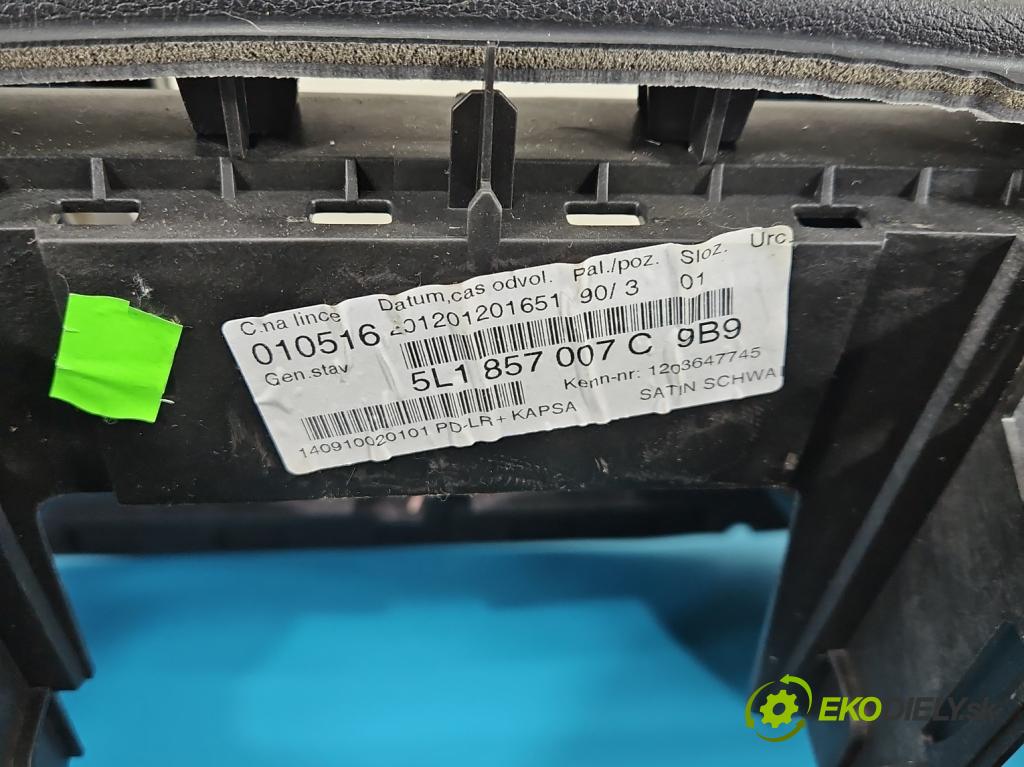 C.na lince Datum,cas odvol. Pal./poz. Sloz. Urc.
010516 201201201651 90/ 3 01
Gen.stav 5L1 857 007 C 9B9
Kenn-nr: 1203647745
140910020101 PD-LR + KAPSA SATIN SCHWA
EKODIELY.sk